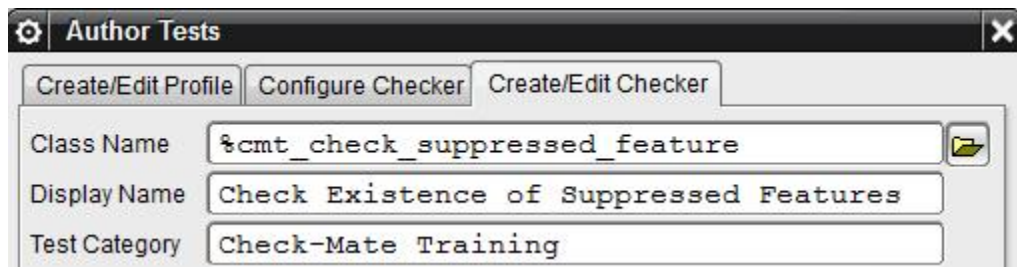 Author Tests
Create/Edit Profile Configure Checker Create/Edit Checker
Class Name %cmt_check_suppressed_feature
Display Name Check Existence of Suppressed Features
Test Category Check-Mate Training